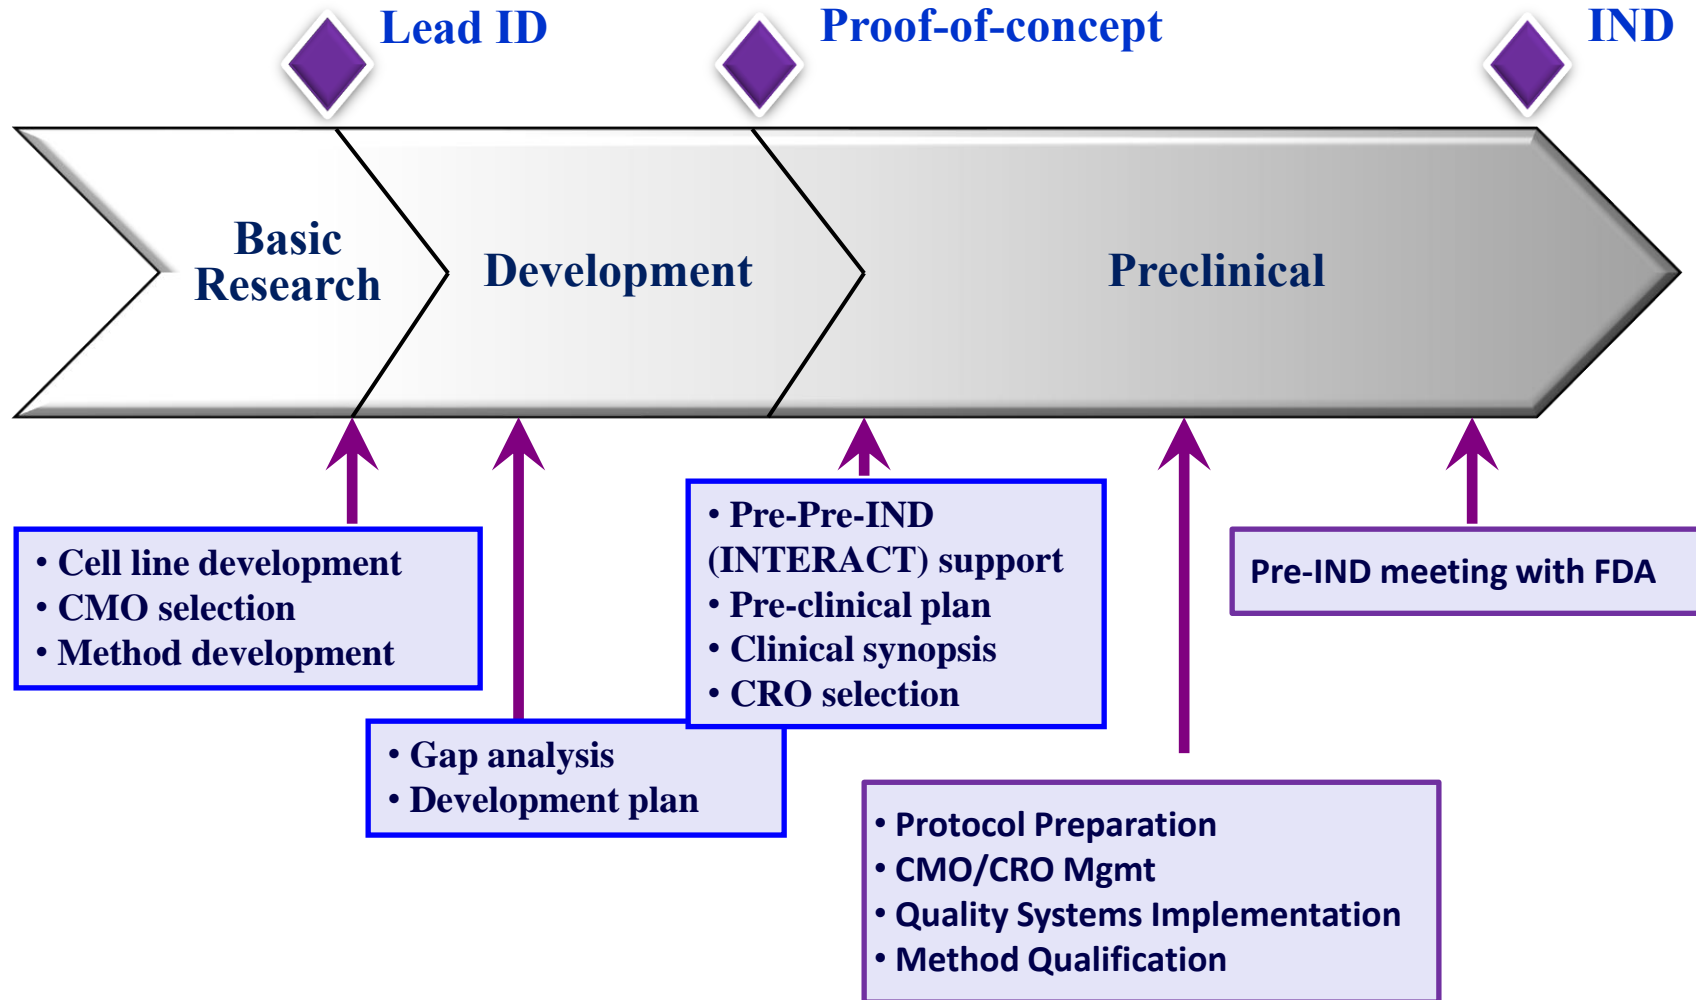 Lead ID
Proof-of-concept
IND
Basic
Research
Development
Preclinical
• Cell line development
• CMO selection
• Method development
• Gap analysis
• Development plan
• Pre-Pre-IND
(INTERACT) support
• Pre-clinical plan
• Clinical synopsis
• CRO selection
• Protocol Preparation
• CMO/CRO Mgmt
• Quality Systems Implementation
• Method Qualification
Pre-IND meeting with FDA